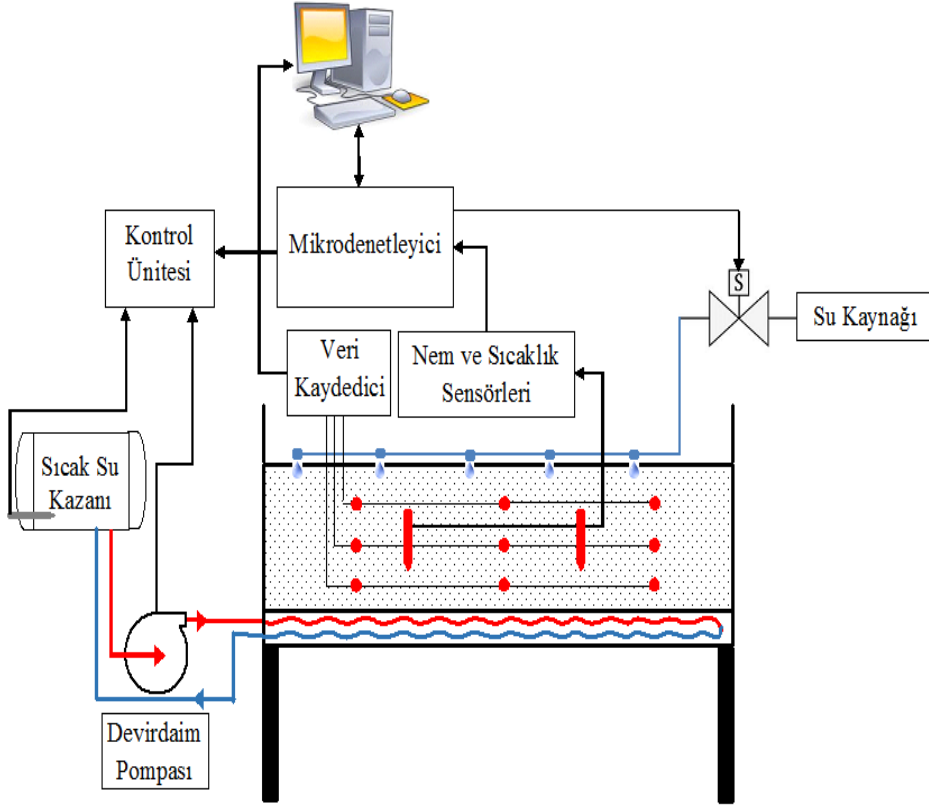 Kontrol
Ünitesi
Mikrodenetleyici
S
Su Kaynağı
Veri
Kaydedici
Nem ve Sıcaklık
Sensörleri
Sıcak Su
Kazanı
Devirdaim
Pompası